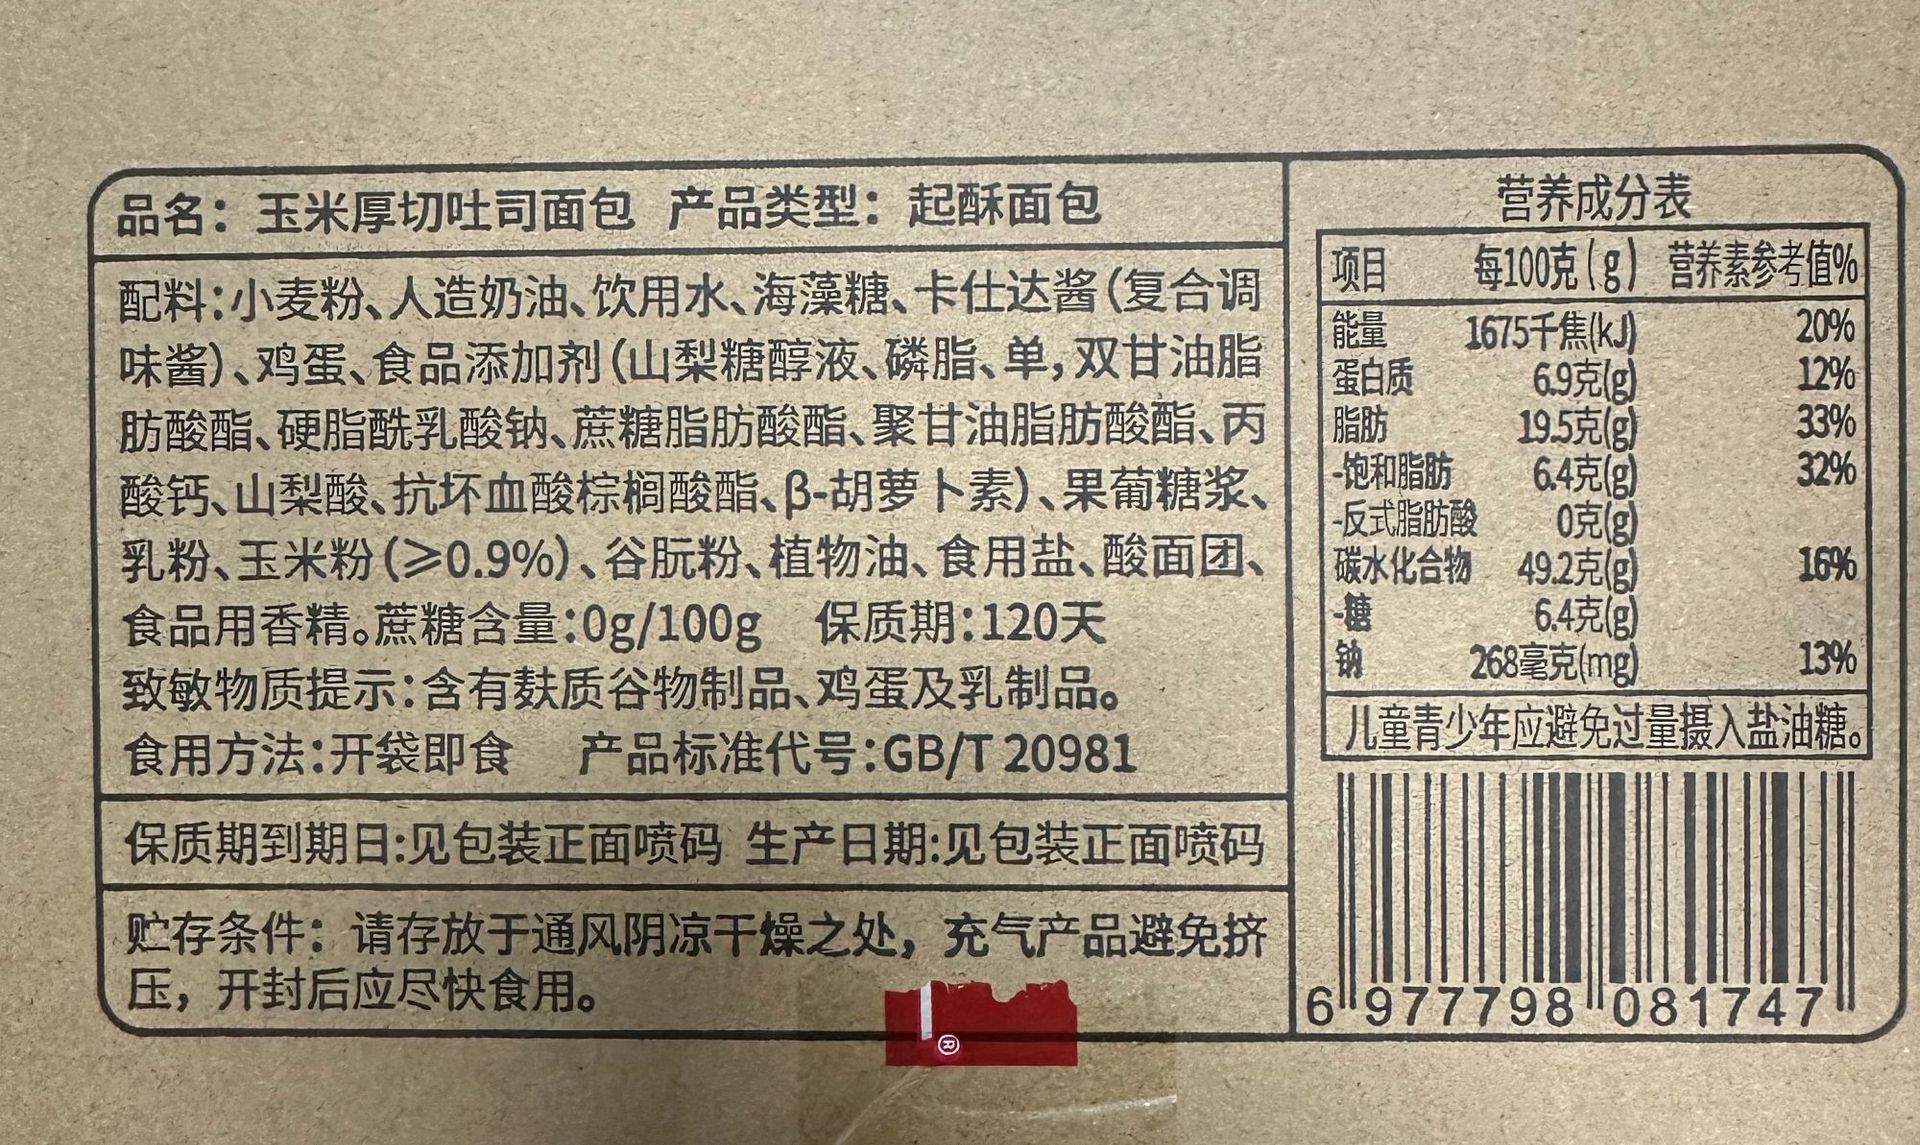 品名：玉米厚切吐司面包 产品类型：起酥面包
配料:小麦粉、人造奶油、饮用水、海藻糖、卡仕达酱(复合调
味酱)、鸡蛋、食品添加剂(山梨糖醇液、磷脂、单,双甘油脂
肪酸酯、硬脂酰乳酸钠、蔗糖脂肪酸酯、聚甘油脂肪酸酯、丙
酸钙、山梨酸、抗坏血酸棕榈酸酯、β-胡萝卜素)、果葡糖浆、
乳粉、玉米粉(≥0.9%)、谷朊粉、植物油、食用盐、酸面团、
食品用香精。蔗糖含量:0g/100g 保质期:120天
致敏物质提示:含有麸质谷物制品、鸡蛋及乳制品。
食用方法:开袋即食 产品标准代号:GB/T 20981
保质期到期日:见包装正面喷码 生产日期:见包装正面喷码
贮存条件：请存放于通风阴凉干燥之处，充气产品避免挤
压，开封后应尽快食用。
®
营养成分表
项目 每100克(g) 营养素参考值%
能量 1675千焦(kJ) 20%
蛋白质 6.9克(g) 12%
脂肪 19.5克(g) 33%
-饱和脂肪 6.4克(g) 32%
-反式脂肪酸 0克(g)
碳水化合物 49.2克(g) 16%
-糖 6.4克(g)
钠 268毫克(mg) 13%
儿童青少年应避免过量摄入盐油糖。
6 977798 081747